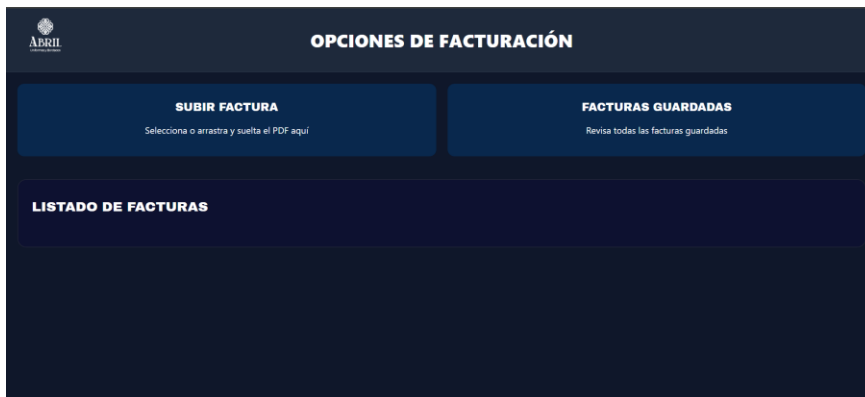 ABRIL
OPCIONES DE FACTURACIÓN
SUBIR FACTURA
Selecciona o arrastra y suelta el PDF aquí
FACTURAS GUARDADAS
Revisa todas las facturas guardadas
LISTADO DE FACTURAS